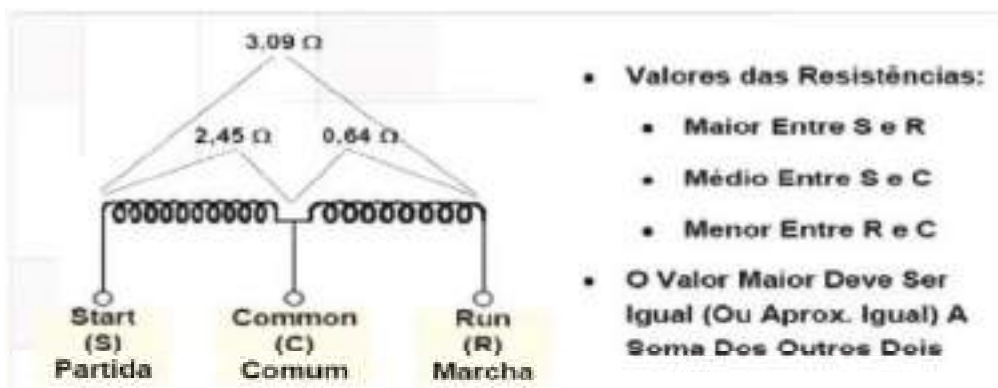 3,09 Ω
2,45 Ω
0,64 Ω
Start
(S)
Partida
Common
(C)
Comum
Run
(R)
Marcha
• Valores das Resistências:
• Maior Entre S e R
• Médio Entre S e C
• Menor Entre R e C
• O Valor Maior Deve Ser
Igual (Ou Aprox. Igual) A
Soma Dos Outros Dois